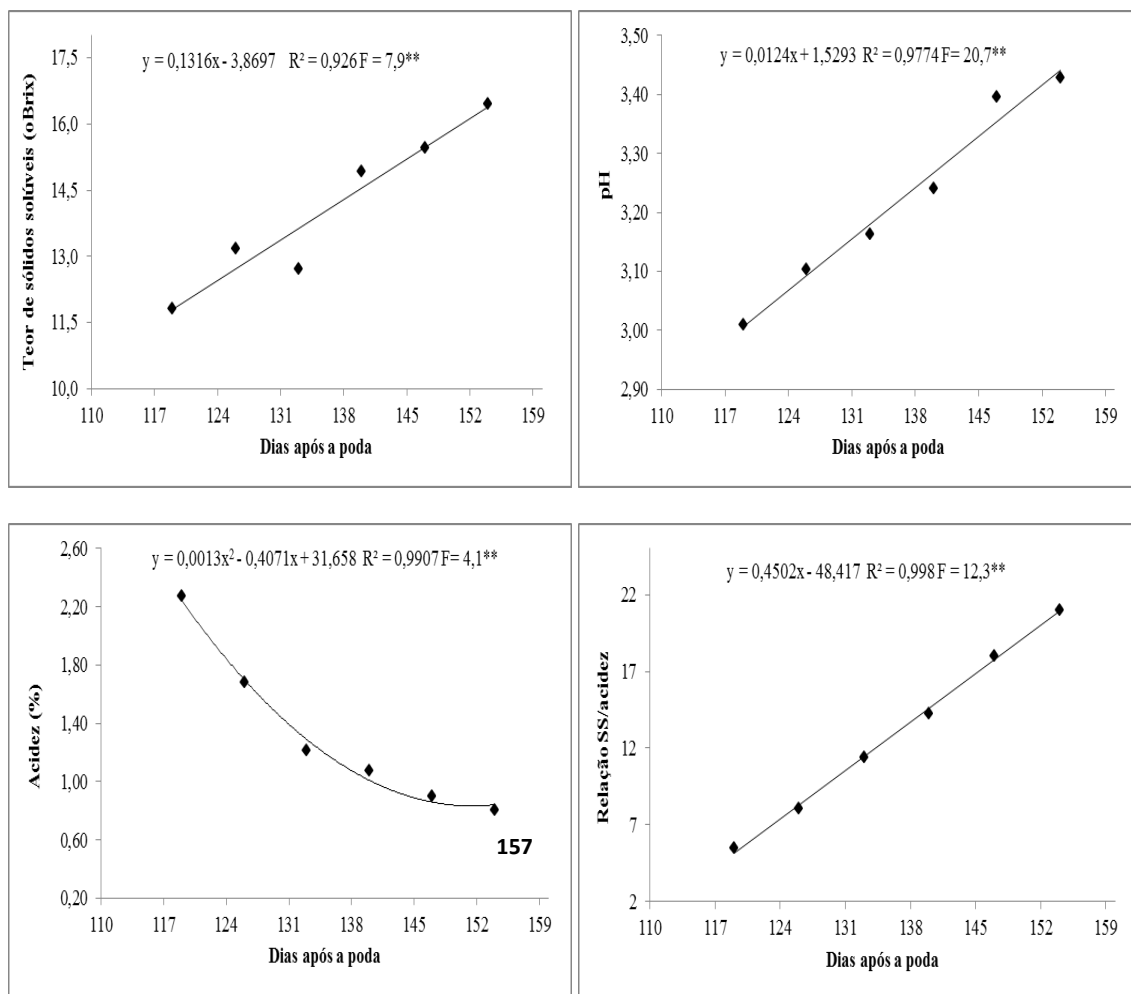 y = 0,1316x - 3,8697 R² = 0,926 F = 7,9**
Teor de sólidos solúveis (oBrix)
17,5
16,0
14,5
13,0
11,5
10,0
110 117 124 131 138 145 152 159
Dias após a poda
y = 0,0124x + 1,5293 R² = 0,9774 F= 20,7**
pH
3,50
3,40
3,30
3,20
3,10
3,00
2,90
110 117 124 131 138 145 152 159
Dias após a poda
y = 0,0013x² - 0,4071x + 31,658 R² = 0,9907 F= 4,1**
Acidez (%)
2,60
2,20
1,80
1,40
1,00
0,60
0,20
157
110 117 124 131 138 145 152 159
Dias após a poda
y = 0,4502x - 48,417 R² = 0,998 F = 12,3**
Relação SS/acidez
22
17
12
7
2
110 117 124 131 138 145 152 159
Dias após a poda